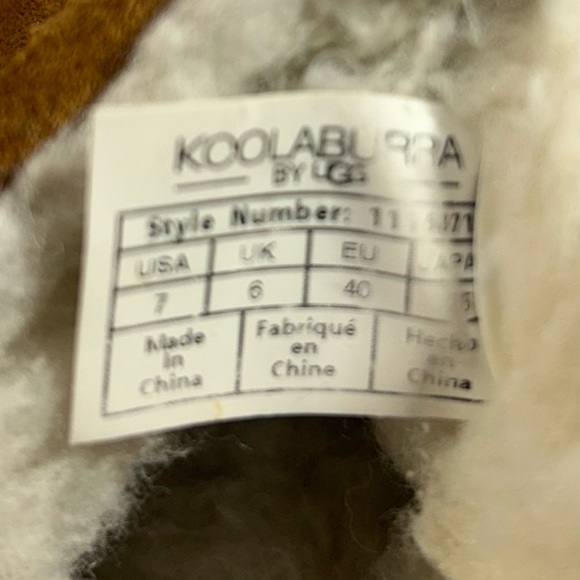 KOOLABURRA
BY UGG
Style Number:
USA UK EU
7 6 40
Made Fabriqué Hecho
in en en
China Chine China